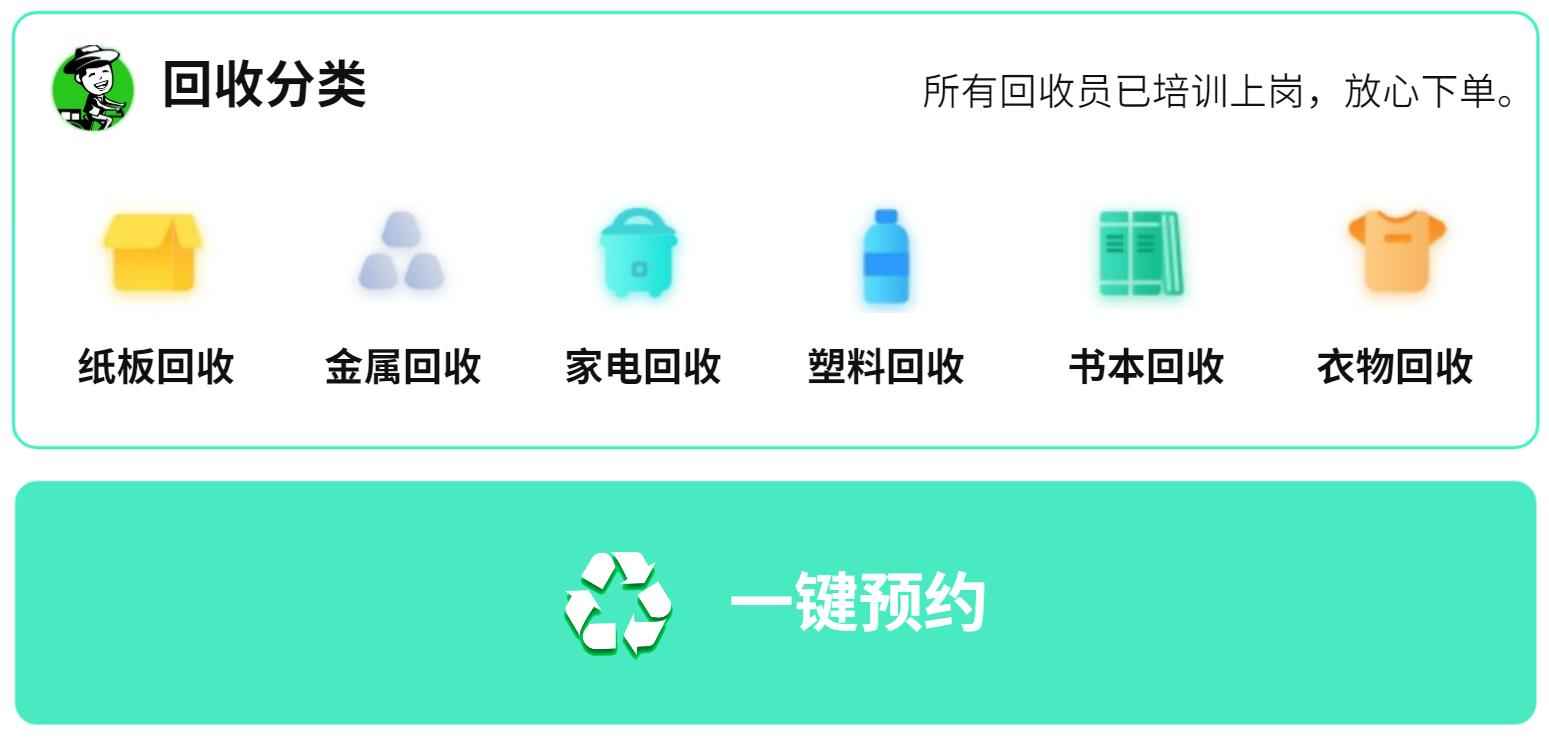 回收分类
所有回收员已培训上岗，放心下单。
纸板回收
金属回收
家电回收
塑料回收
书本回收
衣物回收
一键预约